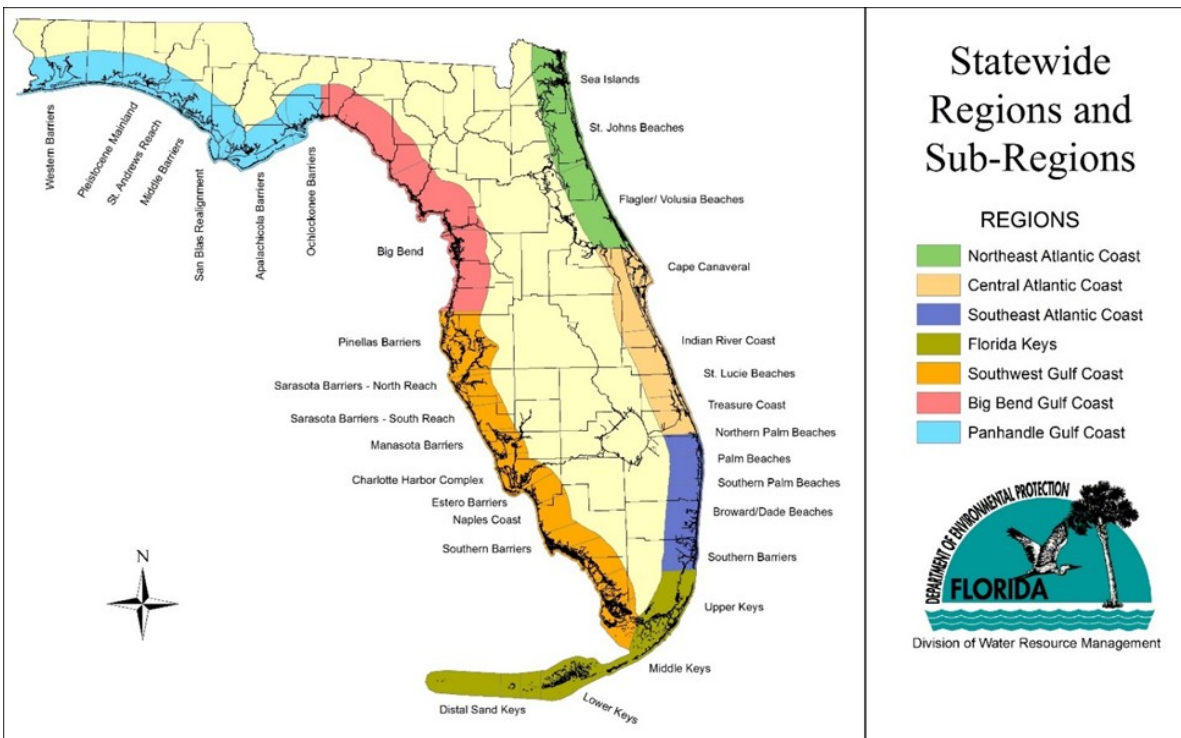 Statewide
Regions and
Sub-Regions
REGIONS
Northeast Atlantic Coast
Central Atlantic Coast
Southeast Atlantic Coast
Florida Keys
Southwest Gulf Coast
Big Bend Gulf Coast
Panhandle Gulf Coast
DEPARTMENT OF ENVIRONMENTAL PROTECTION
FLORIDA
Division of Water Resource Management
Western Barriers
Pleistocene Mainland
St. Andrews Reach
Middle Barriers
San Blas Realignment
Apalachicola Barriers
Ochlockonee Barriers
Big Bend
Pinellas Barriers
Sarasota Barriers - North Reach
Sarasota Barriers - South Reach
Manasota Barriers
Charlotte Harbor Complex
Estero Barriers
Naples Coast
Southern Barriers
Sea Islands
St. Johns Beaches
Flagler/ Volusia Beaches
Cape Canaveral
Indian River Coast
St. Lucie Beaches
Treasure Coast
Northern Palm Beaches
Palm Beaches
Southern Palm Beaches
Broward/Dade Beaches
Southern Barriers
Upper Keys
Middle Keys
Lower Keys
Distal Sand Keys
N